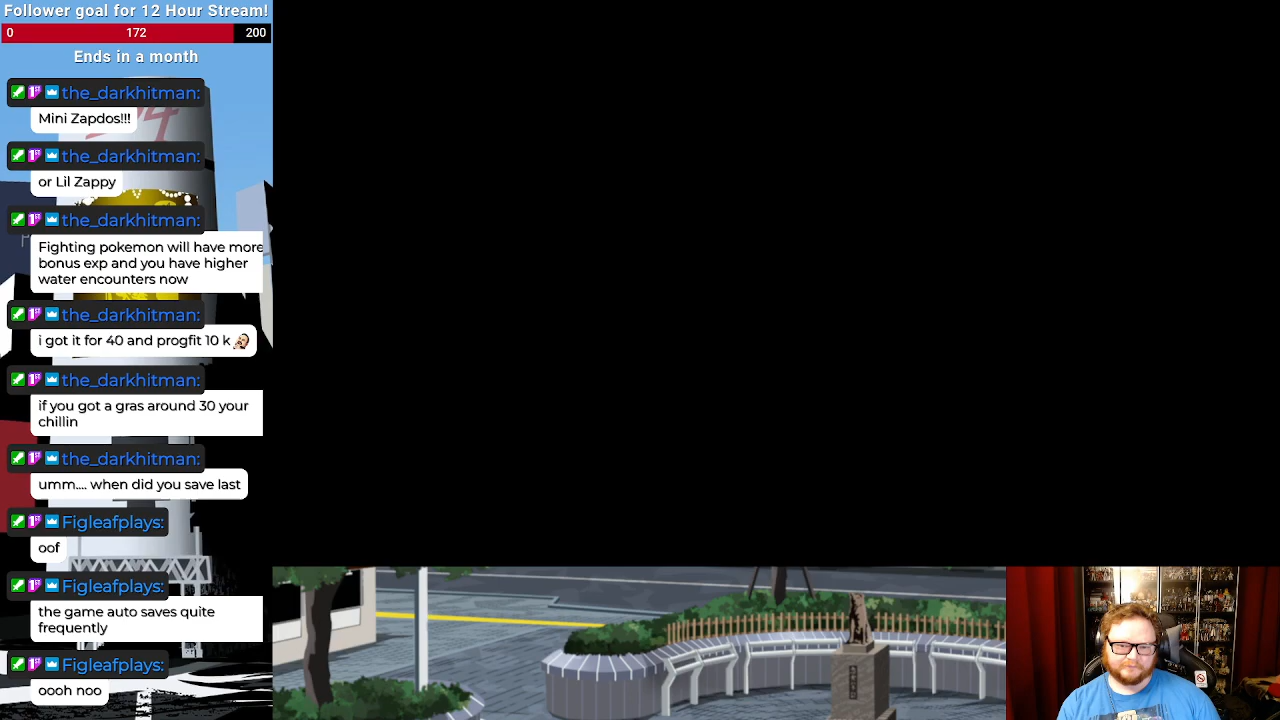 Follower goal for 12 Hour Stream!
0 172 200
Ends in a month
the_darkhitman:
Mini Zapdos!!!
the_darkhitman:
or Lil Zappy
the_darkhitman:
Fighting pokemon will have more
bonus exp and you have higher
water encounters now
the_darkhitman:
i got it for 40 and progfit 10 k
the_darkhitman:
if you got a gras around 30 your
chillin
the_darkhitman:
umm.... when did you save last
Figleafplays:
oof
Figleafplays:
the game auto saves quite
frequently
Figleafplays:
oooh noo